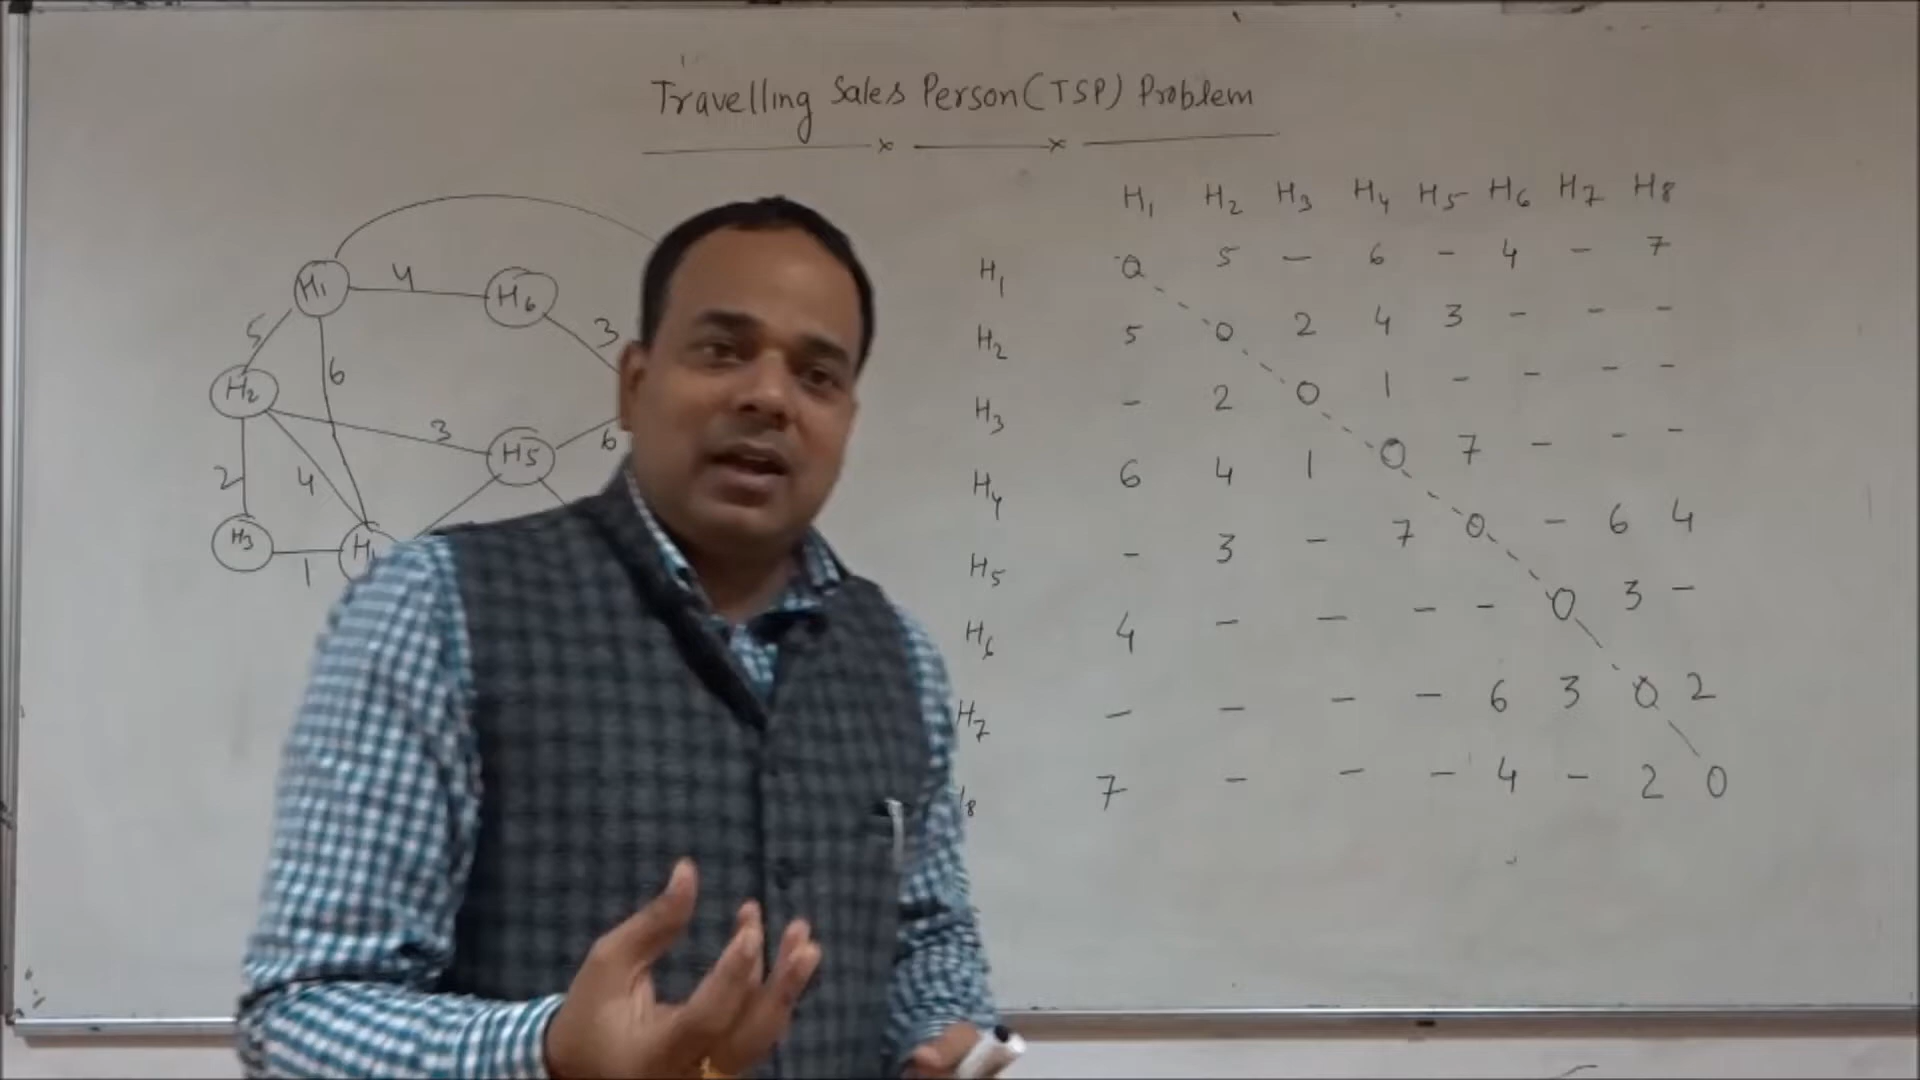 Travelling Sales Person (TSP) Problem
H1 H2 H3 H4 H5 H6 H7 H8
H1 0 5 - 6 - 4 - 7
H2 5 0 2 4 3 - - -
H3 - 2 0 1 - - - -
H4 6 4 1 0 7 - - -
H5 - 3 - 7 0 - 6 4
H6 4 - - - - 0 3 -
H7 - - - - 6 3 0 2
8 7 - - - 4 - 2 0
H1 4 H6
5 6 3
H2 3 H5 6
2 4
H3 1 H